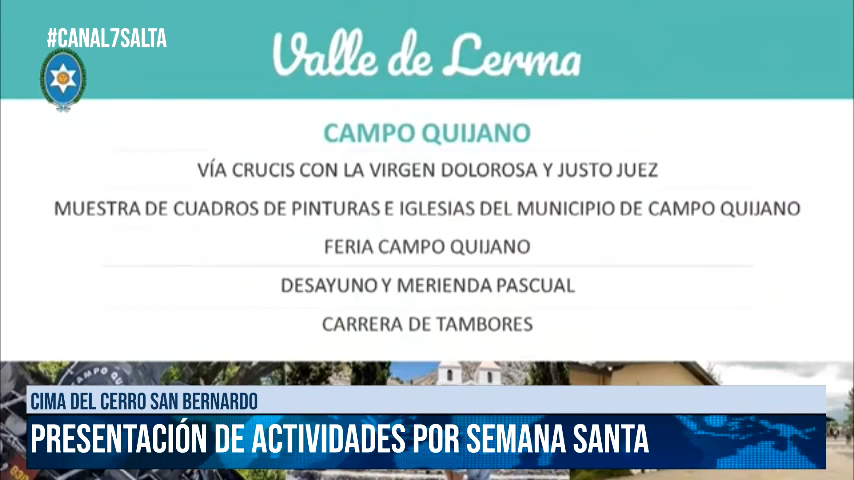 #CANAL7SALTA
Valle de Lerma
CAMPO QUIJANO
VÍA CRUCIS CON LA VIRGEN DOLOROSA Y JUSTO JUEZ
MUESTRA DE CUADROS DE PINTURAS E IGLESIAS DEL MUNICIPIO DE CAMPO QUIJANO
FERIA CAMPO QUIJANO
DESAYUNO Y MERIENDA PASCUAL
CARRERA DE TAMBORES
CIMA DEL CERRO SAN BERNARDO
PRESENTACIÓN DE ACTIVIDADES POR SEMANA SANTA